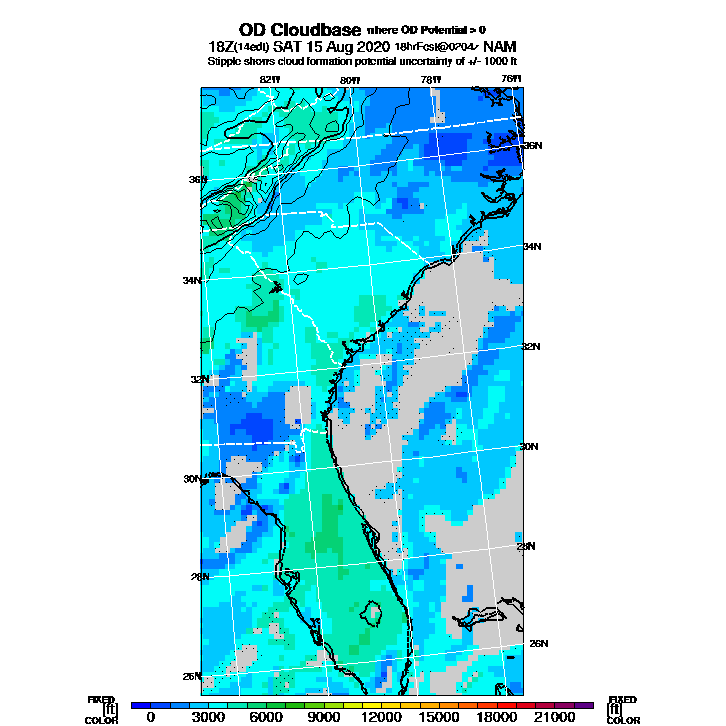 OD Cloudbase where OD Potential > 0
18Z(14edt) SAT 15 Aug 2020 18hrFcst@0204z NAM
Stipple shows cloud formation potential uncertainty of +/- 1000 ft
82W 80W 78W 76W
36N
36N
34N
34N
32N
32N
30N
30N
28N
28N
26N
26N
FIXED FIXED
[ft] [ft]
COLOR COLOR
0 3000 6000 9000 12000 15000 18000 21000